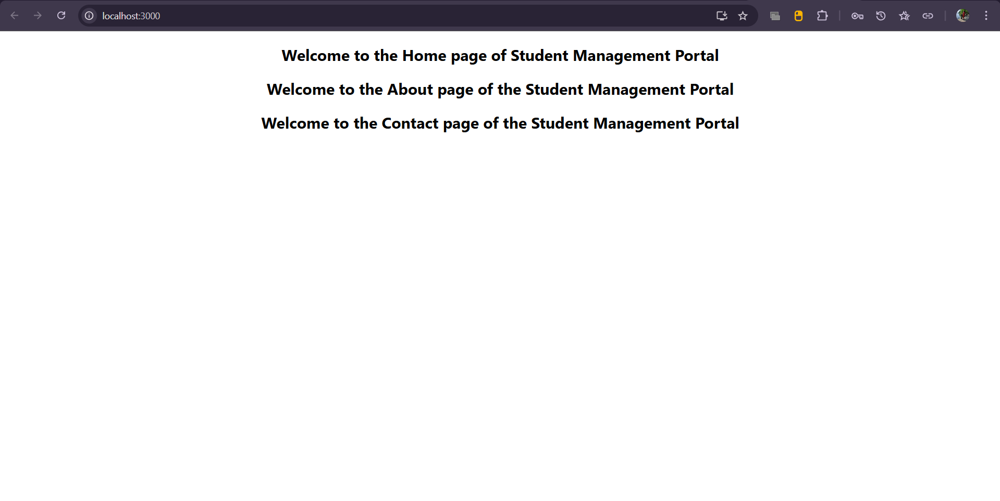 localhost:3000
Welcome to the Home page of Student Management Portal
Welcome to the About page of the Student Management Portal
Welcome to the Contact page of the Student Management Portal